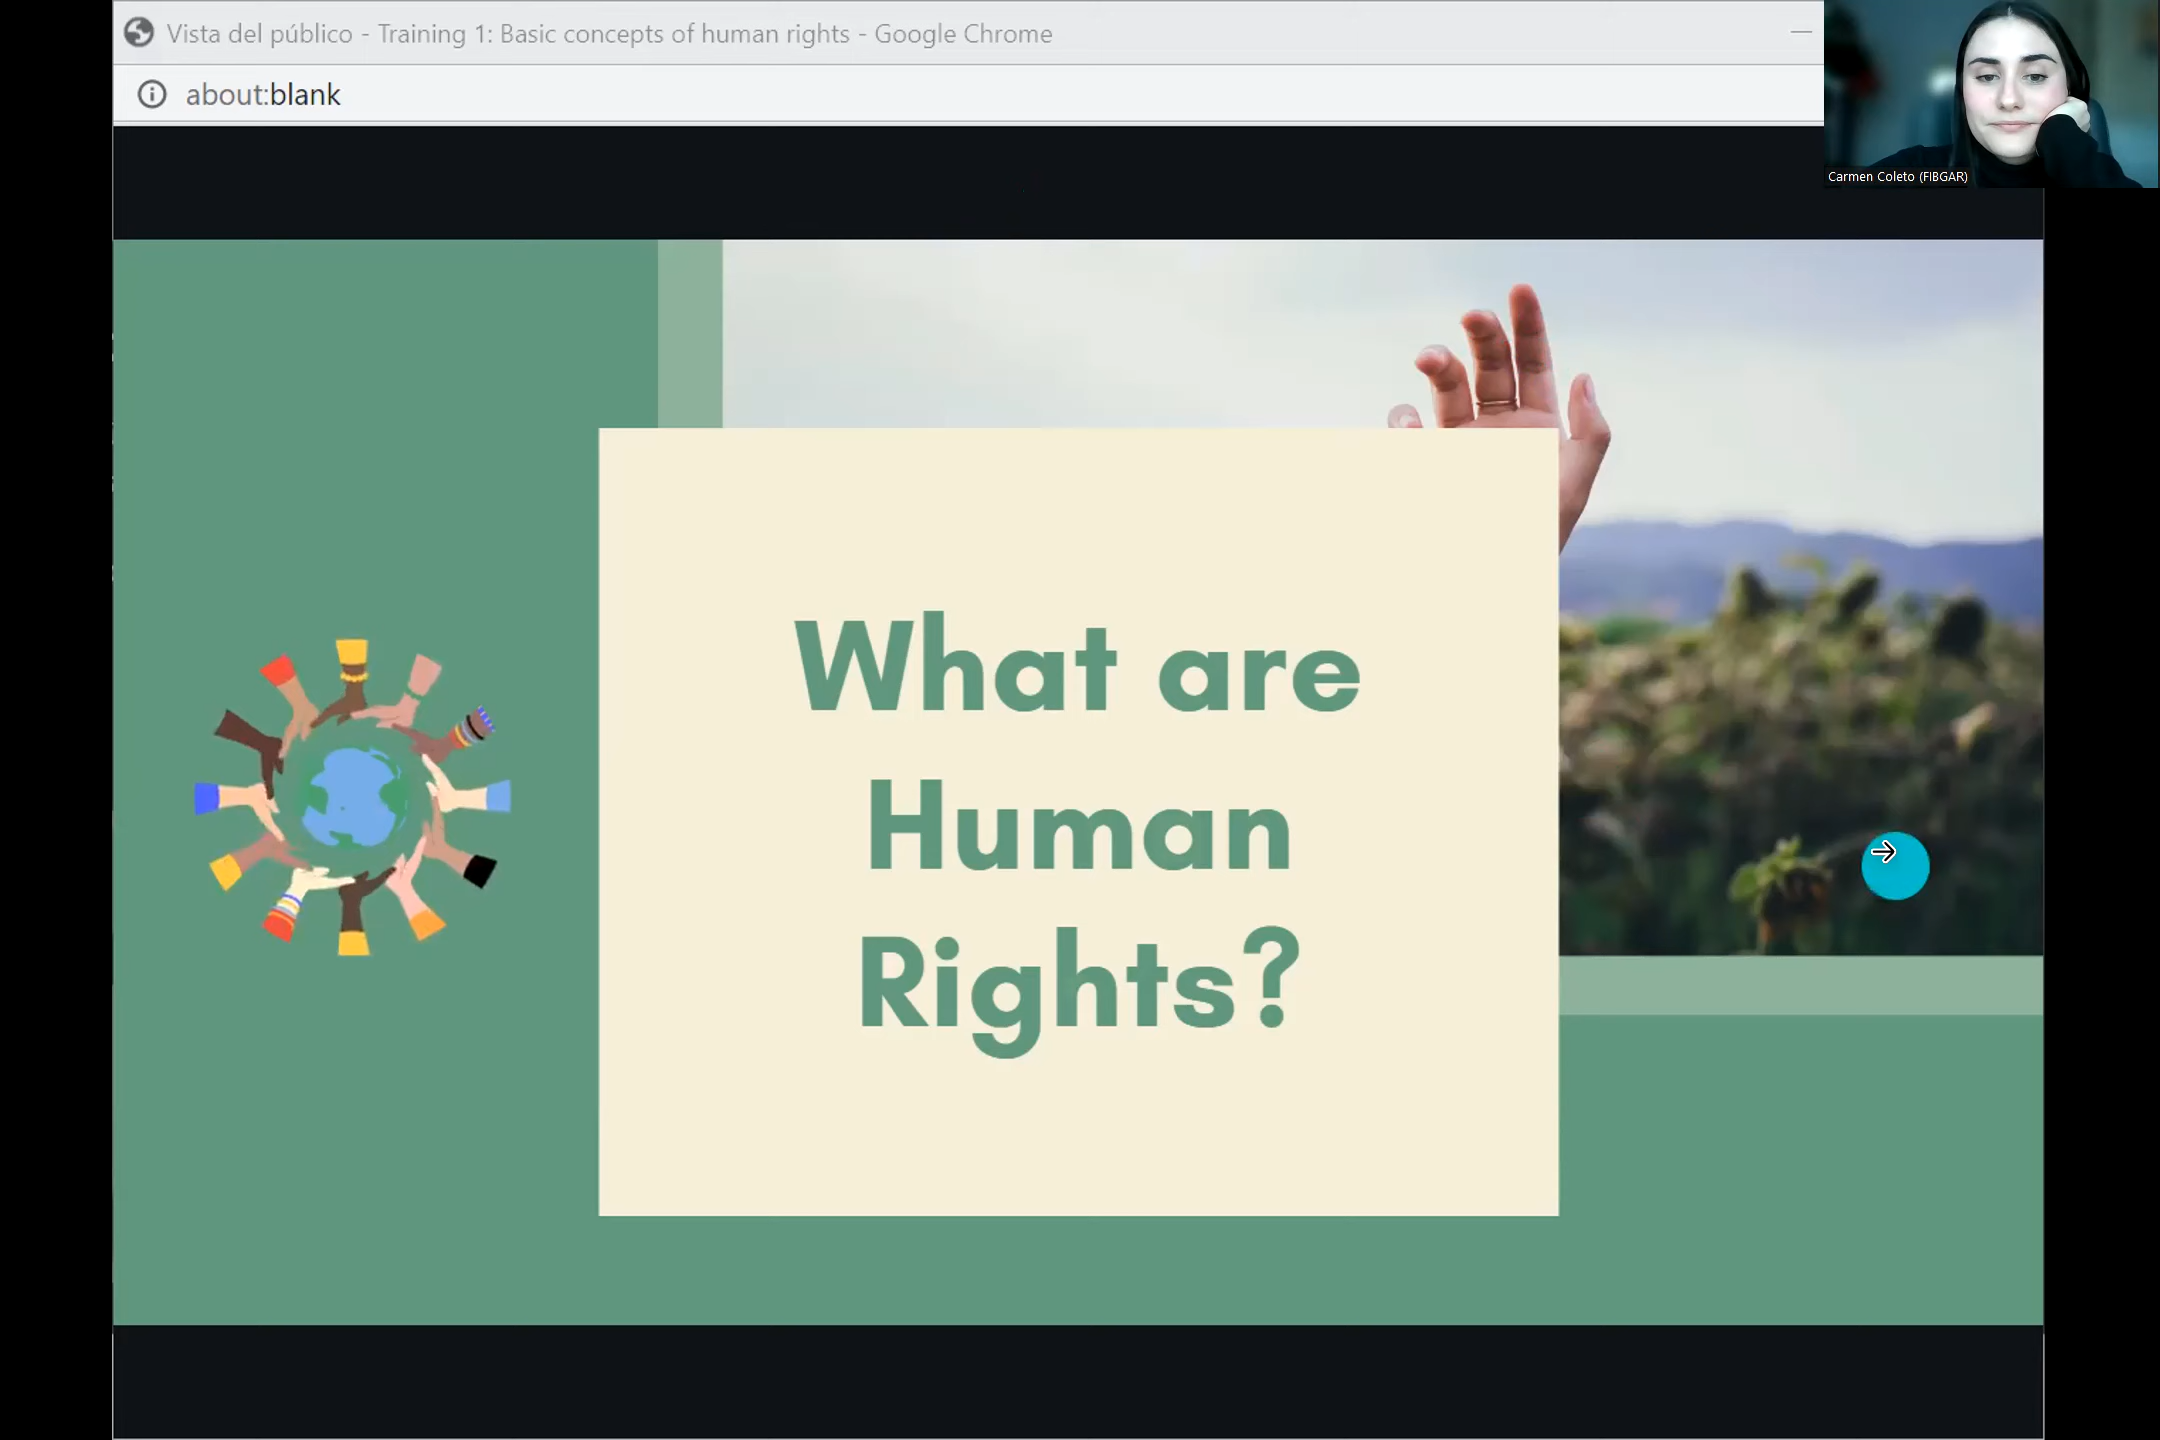 Vista del público - Training 1: Basic concepts of human rights - Google Chrome
about:blank
Carmen Coleto (FIBGAR)
What are
Human
Rights?